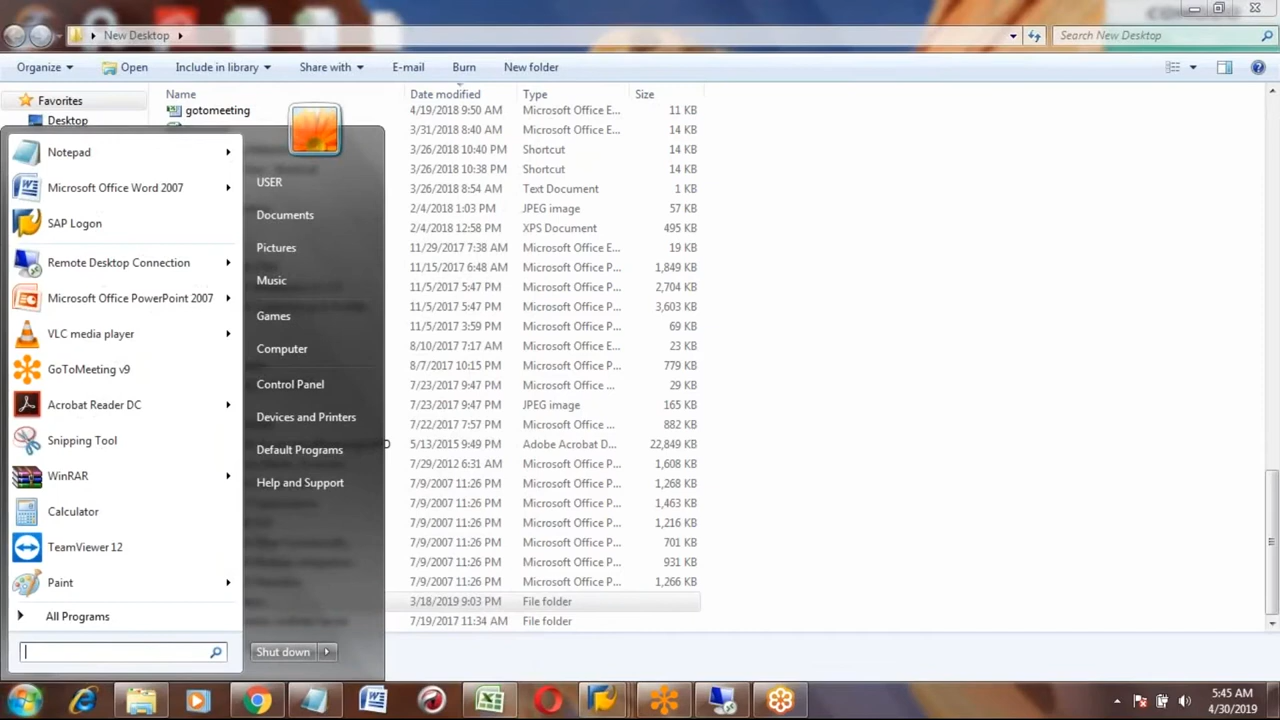 New Desktop
Search New Desktop
Organize
Open
Include in library
Share with
E-mail
Burn
New folder
Favorites
Desktop
Name
Date modified
Type
Size
gotomeeting
4/19/2018 9:50 AM Microsoft Office E... 11 KB
3/31/2018 8:40 AM Microsoft Office E... 14 KB
3/26/2018 10:40 PM Shortcut 14 KB
3/26/2018 10:38 PM Shortcut 14 KB
3/26/2018 8:54 AM Text Document 1 KB
2/4/2018 1:03 PM JPEG image 57 KB
2/4/2018 12:58 PM XPS Document 495 KB
11/29/2017 7:38 AM Microsoft Office E... 19 KB
11/15/2017 6:48 AM Microsoft Office P... 1,849 KB
11/5/2017 5:47 PM Microsoft Office P... 2,704 KB
11/5/2017 5:47 PM Microsoft Office P... 3,603 KB
11/5/2017 3:59 PM Microsoft Office P... 69 KB
8/10/2017 7:17 AM Microsoft Office E... 23 KB
8/7/2017 10:15 PM Microsoft Office P... 779 KB
7/23/2017 9:47 PM Microsoft Office ... 29 KB
7/23/2017 9:47 PM JPEG image 165 KB
7/22/2017 7:57 PM Microsoft Office ... 882 KB
5/13/2015 9:49 PM Adobe Acrobat D... 22,849 KB
7/29/2012 6:31 AM Microsoft Office P... 1,608 KB
7/9/2007 11:26 PM Microsoft Office P... 1,268 KB
7/9/2007 11:26 PM Microsoft Office P... 1,463 KB
7/9/2007 11:26 PM Microsoft Office P... 1,216 KB
7/9/2007 11:26 PM Microsoft Office P... 701 KB
7/9/2007 11:26 PM Microsoft Office P... 931 KB
7/9/2007 11:26 PM Microsoft Office P... 1,266 KB
3/18/2019 9:03 PM File folder
7/19/2017 11:34 AM File folder
Notepad
Microsoft Office Word 2007
SAP Logon
Remote Desktop Connection
Microsoft Office PowerPoint 2007
VLC media player
GoToMeeting v9
Acrobat Reader DC
Snipping Tool
WinRAR
Calculator
TeamViewer 12
Paint
All Programs
USER
Documents
Pictures
Music
Games
Computer
Control Panel
Devices and Printers
Default Programs
Help and Support
Shut down
5:45 AM
4/30/2019